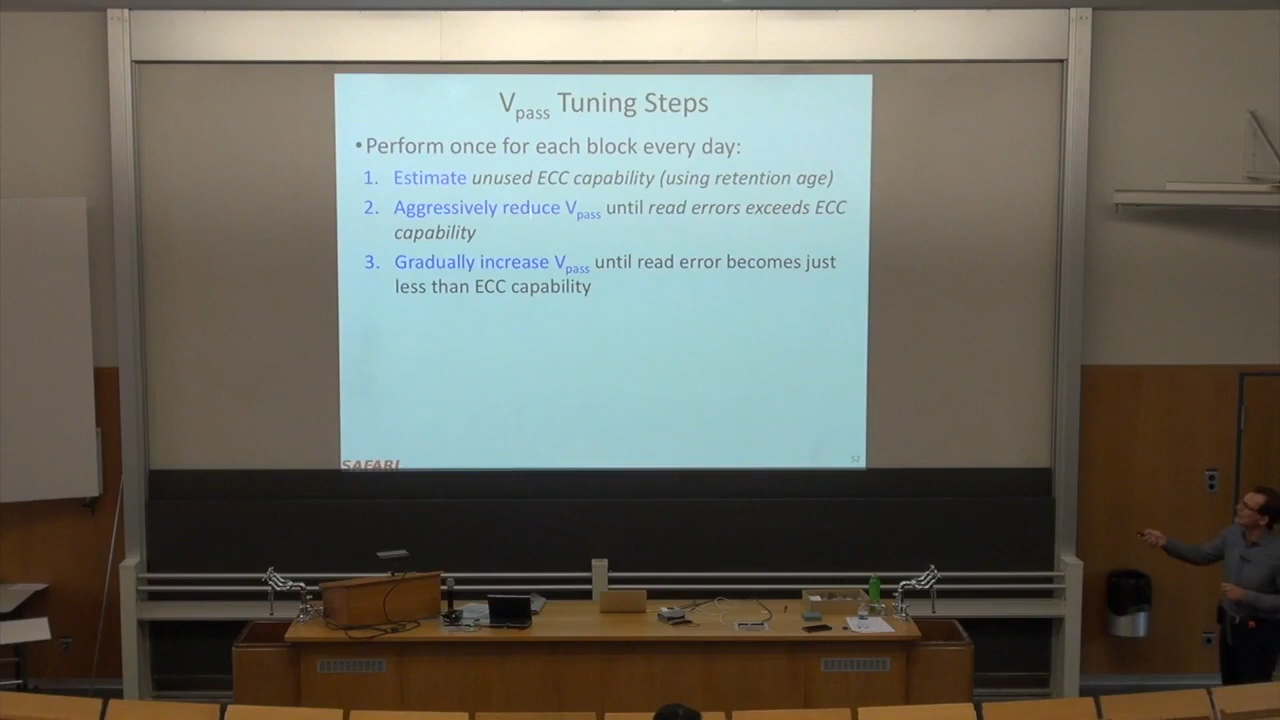 Vpass Tuning Steps
•Perform once for each block every day:
1. Estimate unused ECC capability (using retention age)
2. Aggressively reduce Vpass until read errors exceeds ECC
capability
3. Gradually increase Vpass until read error becomes just
less than ECC capability
SAFARI
52